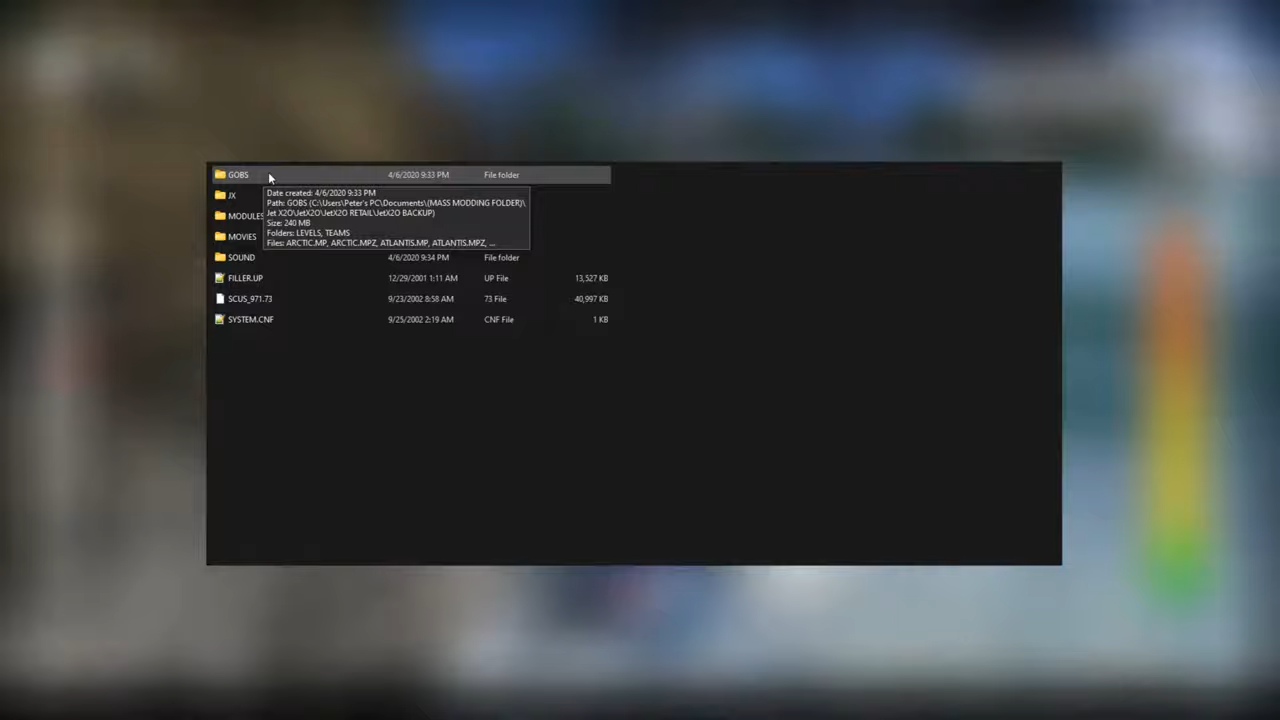 GOBS 4/6/2020 9:33 PM File folder
JX
Date created: 4/6/2020 9:33 PM
Path: GOBS (C:\Users\Peter's PC\Documents\(MASS MODDING FOLDER)\
Jet X2O\JetX2O\JetX2O RETAIL\JetX2O BACKUP)
MODULES
Size: 240 MB
Folders: LEVELS, TEAMS
MOVIES
Files: ARCTIC.MP, ARCTIC.MPZ, ATLANTIS.MP, ATLANTIS.MPZ, ...
SOUND 4/6/2020 9:34 PM File folder
FILLER.UP 12/29/2001 1:11 AM UP File 13,527 KB
SCUS_971.73 9/23/2002 8:58 AM 73 File 40,997 KB
SYSTEM.CNF 9/25/2002 2:19 AM CNF File 1 KB